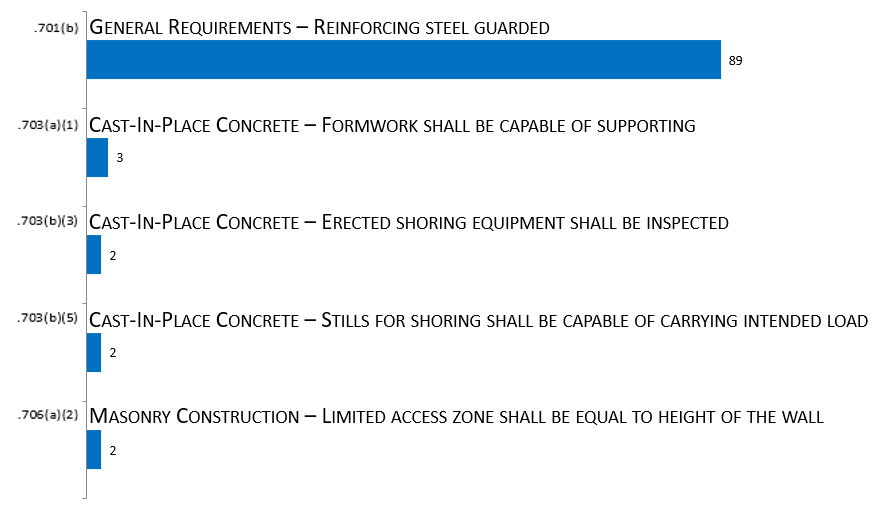 .701(b) GENERAL REQUIREMENTS – REINFORCING STEEL GUARDED
89
.703(a)(1) CAST-IN-PLACE CONCRETE – FORMWORK SHALL BE CAPABLE OF SUPPORTING
3
.703(b)(3) CAST-IN-PLACE CONCRETE – ERECTED SHORING EQUIPMENT SHALL BE INSPECTED
2
.703(b)(5) CAST-IN-PLACE CONCRETE – STILLS FOR SHORING SHALL BE CAPABLE OF CARRYING INTENDED LOAD
2
.706(a)(2) MASONRY CONSTRUCTION – LIMITED ACCESS ZONE SHALL BE EQUAL TO HEIGHT OF THE WALL
2